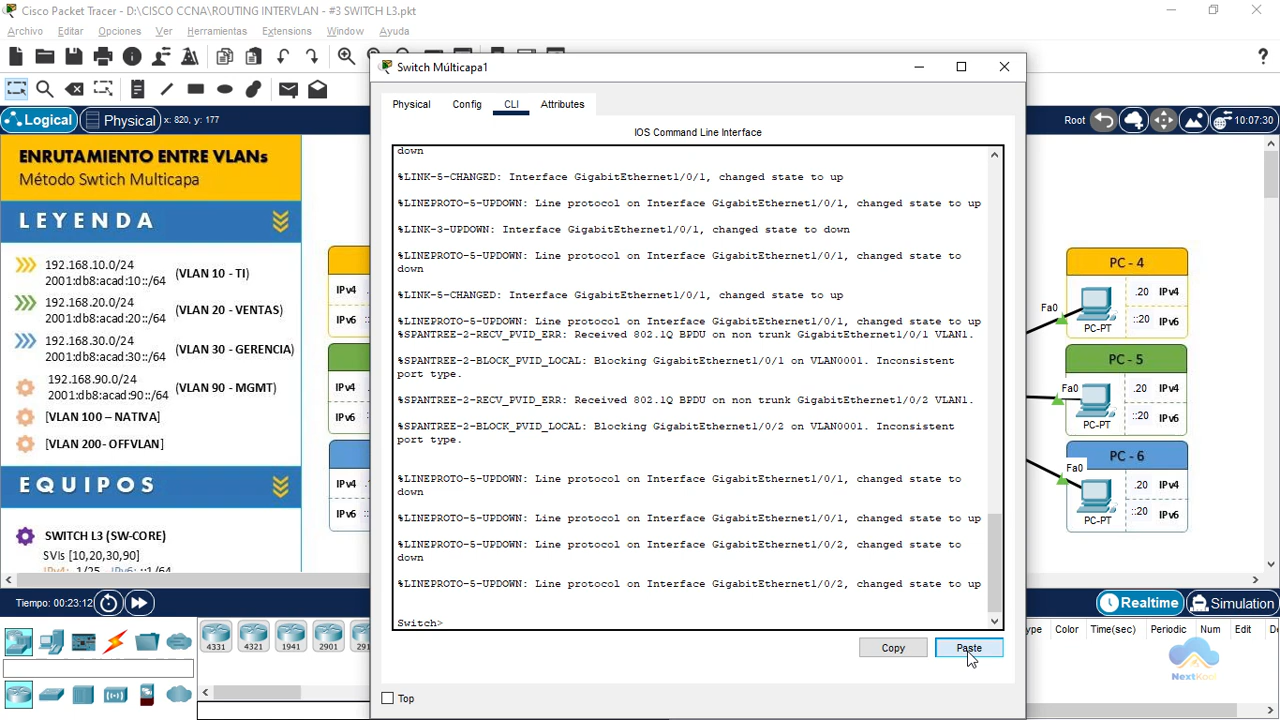 Cisco Packet Tracer - D:\CISCO CCNA\ROUTING INTERVLAN - #3 SWITCH L3.pkt
Archivo Editar Opciones Ver Herramientas Extensions Window Ayuda
Logical Physical x: 820, y: 177
Root 10:07:30
ENRUTAMIENTO ENTRE VLANs
Método Swtich Multicapa
LEYENDA
192.168.10.0/24
2001:db8:acad:10::/64
(VLAN 10 - TI)
192.168.20.0/24
2001:db8:acad:20::/64
(VLAN 20 - VENTAS)
192.168.30.0/24
2001:db8:acad:30::/64
(VLAN 30 - GERENCIA)
192.168.90.0/24
2001:db8:acad:90::/64
(VLAN 90 - MGMT)
[VLAN 100 – NATIVA]
[VLAN 200- OFFVLAN]
EQUIPOS
SWITCH L3 (SW-CORE)
SVIs [10,20,30,90]
IPv4
IPv6
IPv4
IPv6
IPv4
IPv6
Switch Múlticapa1
Physical Config CLI Attributes
IOS Command Line Interface
down
%LINK-5-CHANGED: Interface GigabitEthernet1/0/1, changed state to up
%LINEPROTO-5-UPDOWN: Line protocol on Interface GigabitEthernet1/0/1, changed state to up
%LINK-3-UPDOWN: Interface GigabitEthernet1/0/1, changed state to down
%LINEPROTO-5-UPDOWN: Line protocol on Interface GigabitEthernet1/0/1, changed state to
down
%LINK-5-CHANGED: Interface GigabitEthernet1/0/1, changed state to up
%LINEPROTO-5-UPDOWN: Line protocol on Interface GigabitEthernet1/0/1, changed state to up
%SPANTREE-2-RECV_PVID_ERR: Received 802.1Q BPDU on non trunk GigabitEthernet1/0/1 VLAN1.
%SPANTREE-2-BLOCK_PVID_LOCAL: Blocking GigabitEthernet1/0/1 on VLAN0001. Inconsistent
port type.
%SPANTREE-2-RECV_PVID_ERR: Received 802.1Q BPDU on non trunk GigabitEthernet1/0/2 VLAN1.
%SPANTREE-2-BLOCK_PVID_LOCAL: Blocking GigabitEthernet1/0/2 on VLAN0001. Inconsistent
port type.
%LINEPROTO-5-UPDOWN: Line protocol on Interface GigabitEthernet1/0/1, changed state to
down
%LINEPROTO-5-UPDOWN: Line protocol on Interface GigabitEthernet1/0/1, changed state to up
%LINEPROTO-5-UPDOWN: Line protocol on Interface GigabitEthernet1/0/2, changed state to
down
%LINEPROTO-5-UPDOWN: Line protocol on Interface GigabitEthernet1/0/2, changed state to up
Switch>
Copy Paste
Top
PC - 4
Fa0
PC-PT
.20 IPv4
::20 IPv6
PC - 5
Fa0
PC-PT
.20 IPv4
::20 IPv6
PC - 6
Fa0
PC-PT
.20 IPv4
::20 IPv6
Tiempo: 00:23:12
Realtime Simulation
4331 4321 1941 2901
Color Time(sec) Periodic Num Edit
NextKool